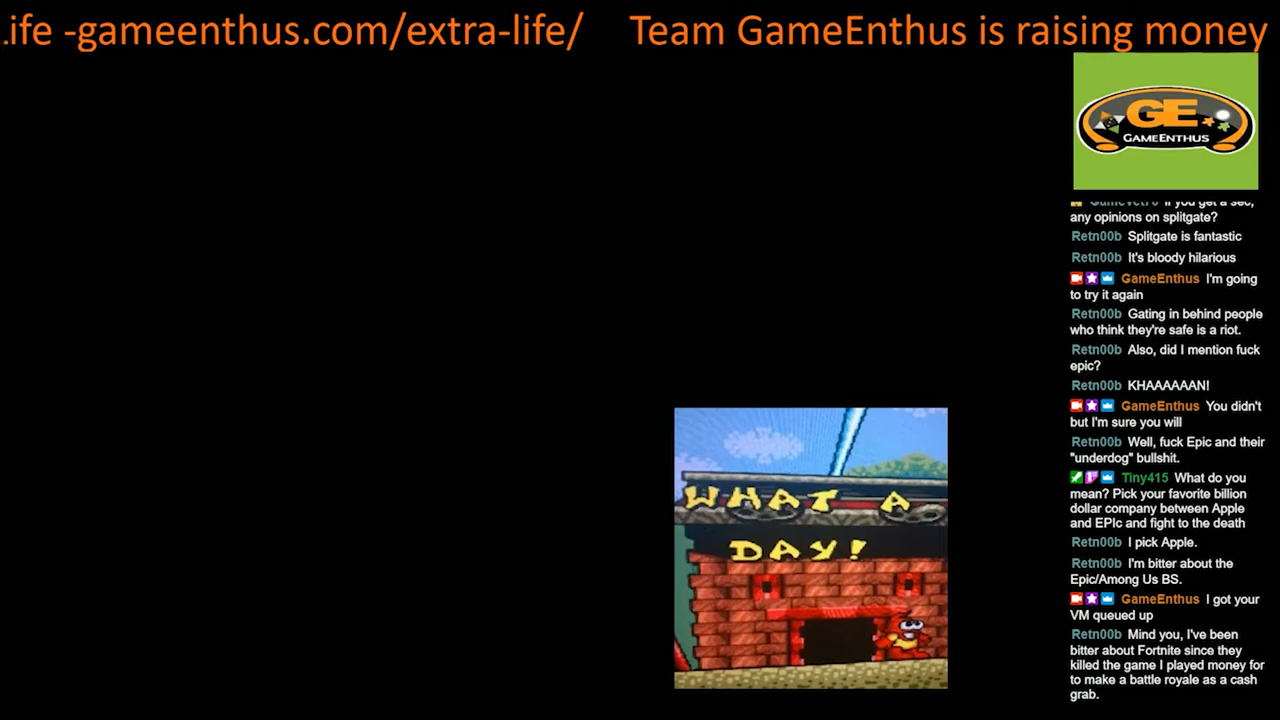 .ife -gameenthus.com/extra-life/ Team GameEnthus is raising money
GE
GAMEENTHUS
GameVet70 If you get a sec,
any opinions on splitgate?
Retn00b Splitgate is fantastic
Retn00b It's bloody hilarious
GameEnthus I'm going
to try it again
Retn00b Gating in behind people
who think they're safe is a riot.
Retn00b Also, did I mention fuck
epic?
Retn00b KHAAAAAAN!
GameEnthus You didn't
but I'm sure you will
Retn00b Well, fuck Epic and their
"underdog" bullshit.
Tiny415 What do you
mean? Pick your favorite billion
dollar company between Apple
and EPIc and fight to the death
Retn00b I pick Apple.
Retn00b I'm bitter about the
Epic/Among Us BS.
GameEnthus I got your
VM queued up
Retn00b Mind you, I've been
bitter about Fortnite since they
killed the game I played money for
to make a battle royale as a cash
grab.
WHAT A
DAY!